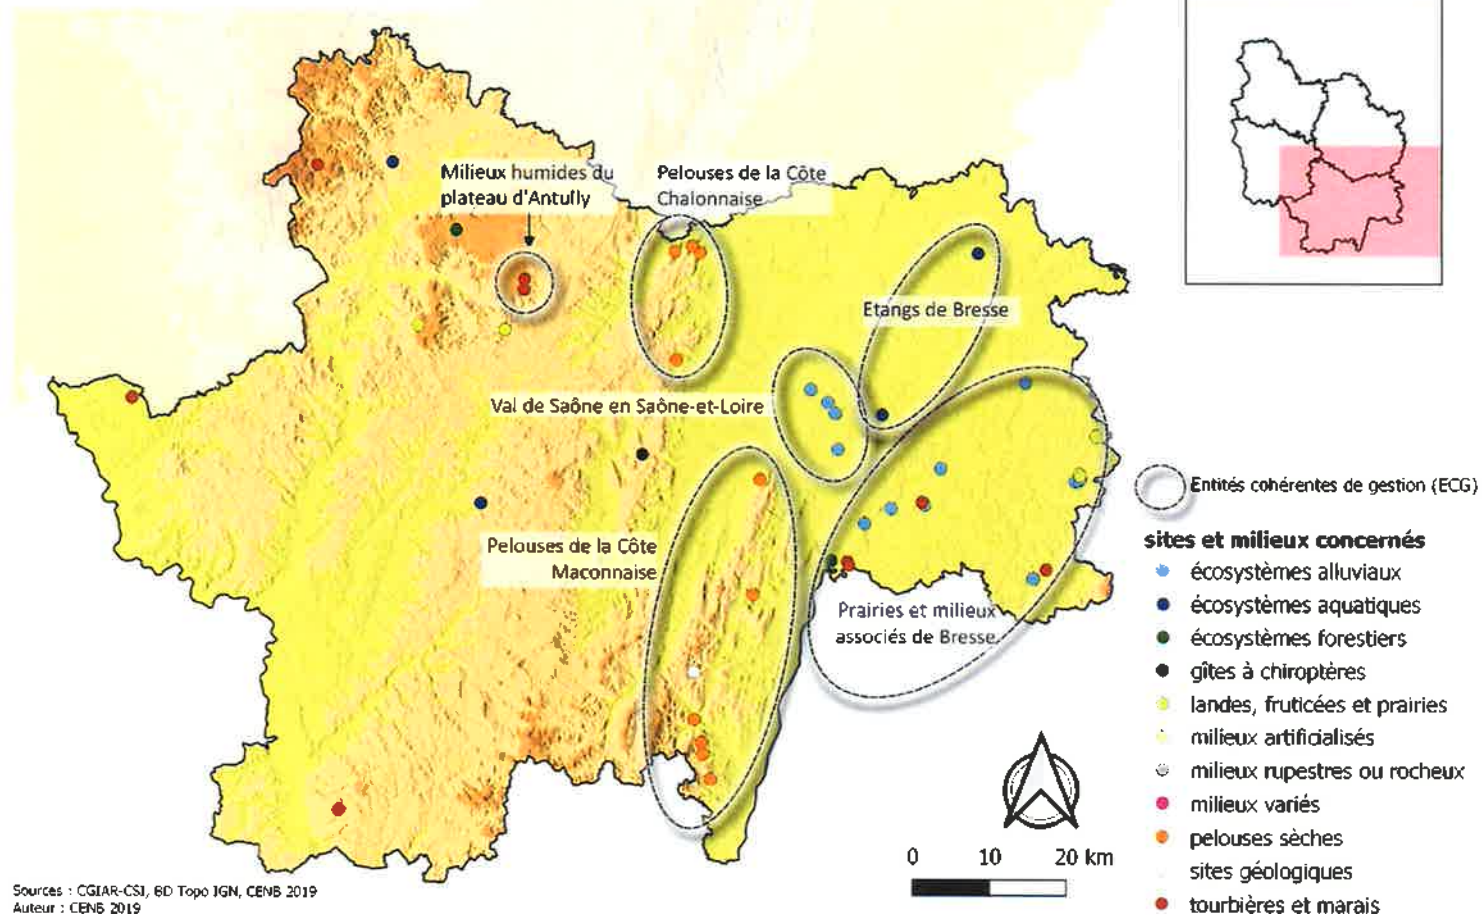 Milieux humides du
plateau d'Antully
Pelouses de la Côte
Chalonnaise
Etangs de Bresse
Val de Saône en Saône-et-Loire
Pelouses de la Côte
Maconnaise
Prairies et milieux
associés de Bresse
Entités cohérentes de gestion (ECG)
sites et milieux concernés
écosystèmes alluviaux
écosystèmes aquatiques
écosystèmes forestiers
gîtes à chiroptères
landes, fruticées et prairies
milieux artificialisés
milieux rupestres ou rocheux
milieux variés
pelouses sèches
sites géologiques
tourbières et marais
0 10 20 km
Sources : CGIAR-CSI, BD Topo IGN, CENB 2019
Auteur : CENB 2019